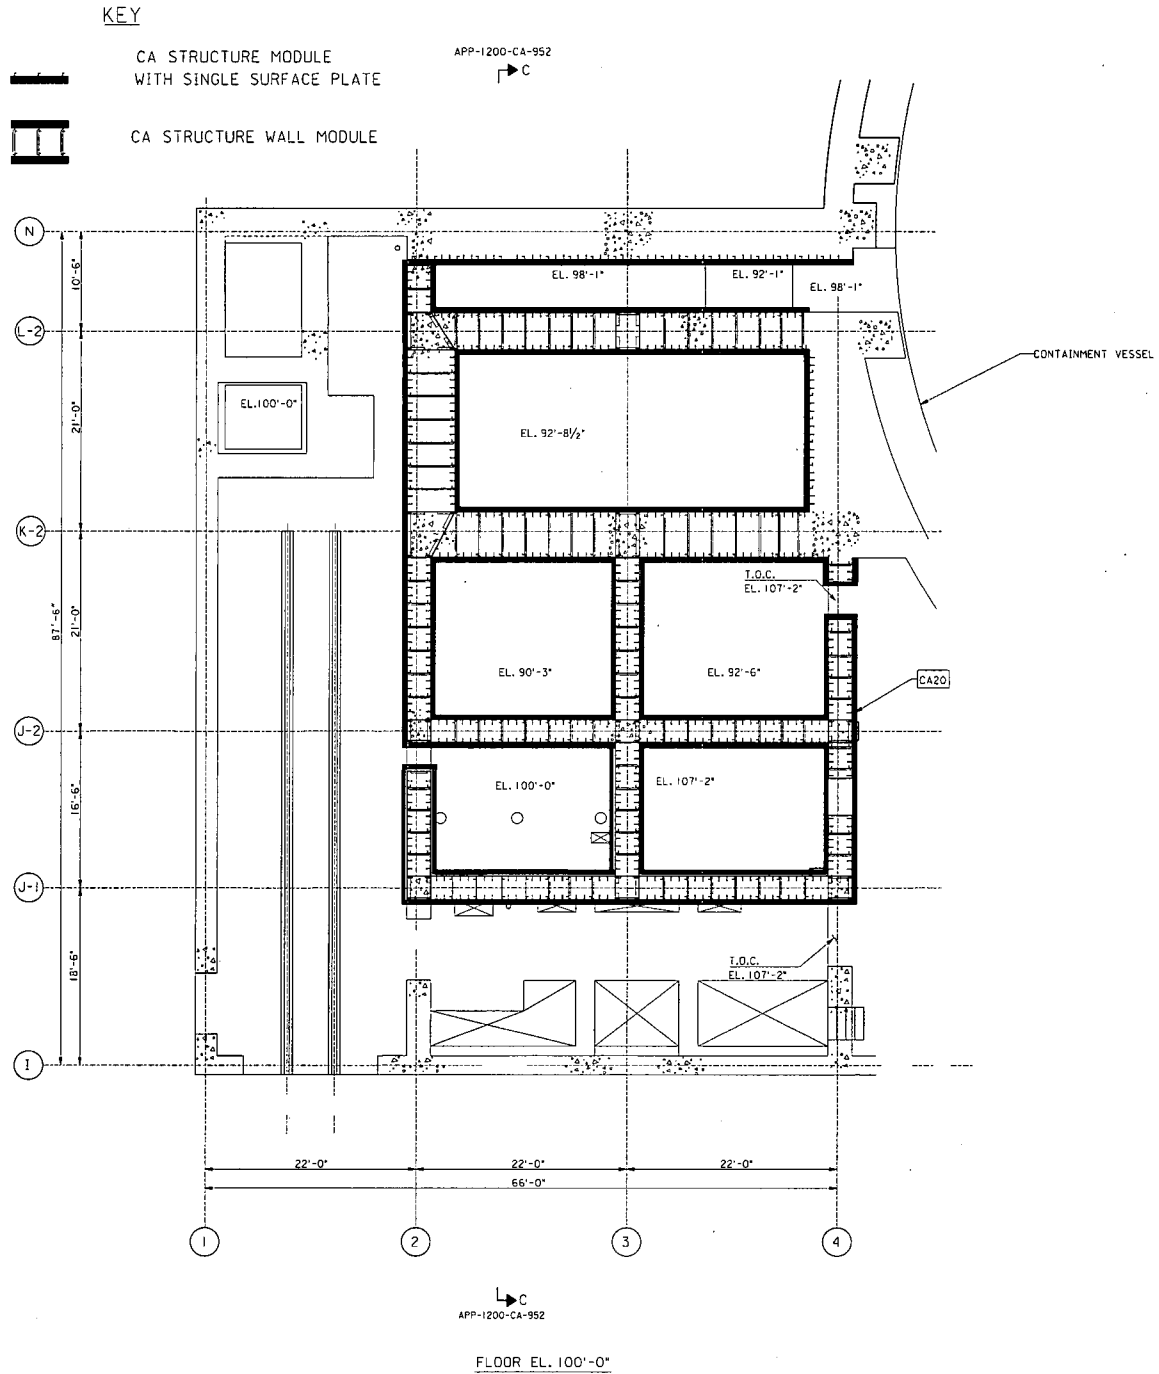 KEY
CA STRUCTURE MODULE
WITH SINGLE SURFACE PLATE
CA STRUCTURE WALL MODULE
APP-1200-CA-952
C
N
10'-6"
EL. 98'-1"
EL. 92'-1"
EL. 98'-1"
L-2
CONTAINMENT VESSEL
21'-0"
EL.100'-0"
EL. 92'-8½"
K-2
T.O.C.
EL. 107'-2"
87'-6"
21'-0"
EL. 90'-3"
EL. 92'-6"
CA20
J-2
16'-6"
EL. 100'-0"
EL. 107'-2"
J-1
18'-6"
T.O.C.
EL. 107'-2"
I
22'-0"
22'-0"
22'-0"
66'-0"
1
2
3
4
C
APP-1200-CA-952
FLOOR EL. 100'-0"